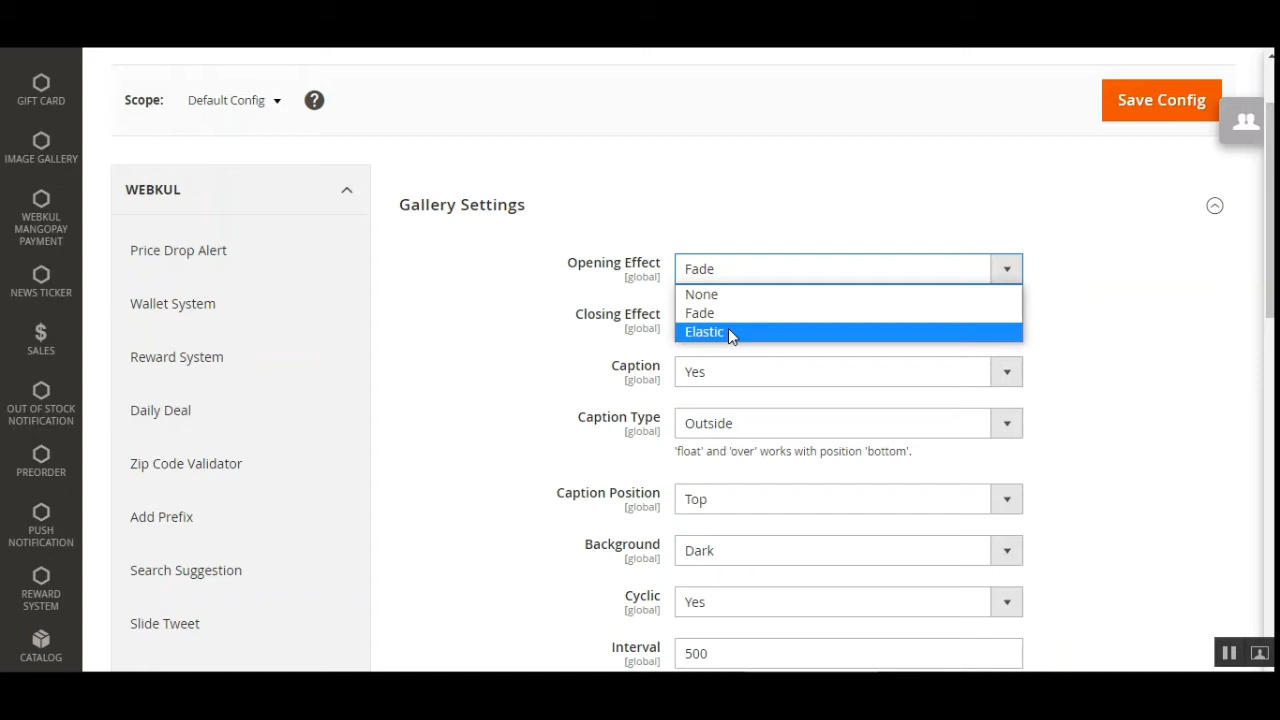 GIFT CARD
IMAGE GALLERY
WEBKUL
MANGOPAY
PAYMENT
NEWS TICKER
$
SALES
OUT OF STOCK
NOTIFICATION
PREORDER
PUSH
NOTIFICATION
REWARD
SYSTEM
CATALOG
Scope: Default Config ?
Save Config
WEBKUL
Price Drop Alert
Wallet System
Reward System
Daily Deal
Zip Code Validator
Add Prefix
Search Suggestion
Slide Tweet
Gallery Settings
Opening Effect Fade
[global]
None
Fade
Elastic
Closing Effect
[global]
Caption Yes
[global]
Caption Type Outside
[global]
'float' and 'over' works with position 'bottom'.
Caption Position Top
[global]
Background Dark
[global]
Cyclic Yes
[global]
Interval 500
[global]